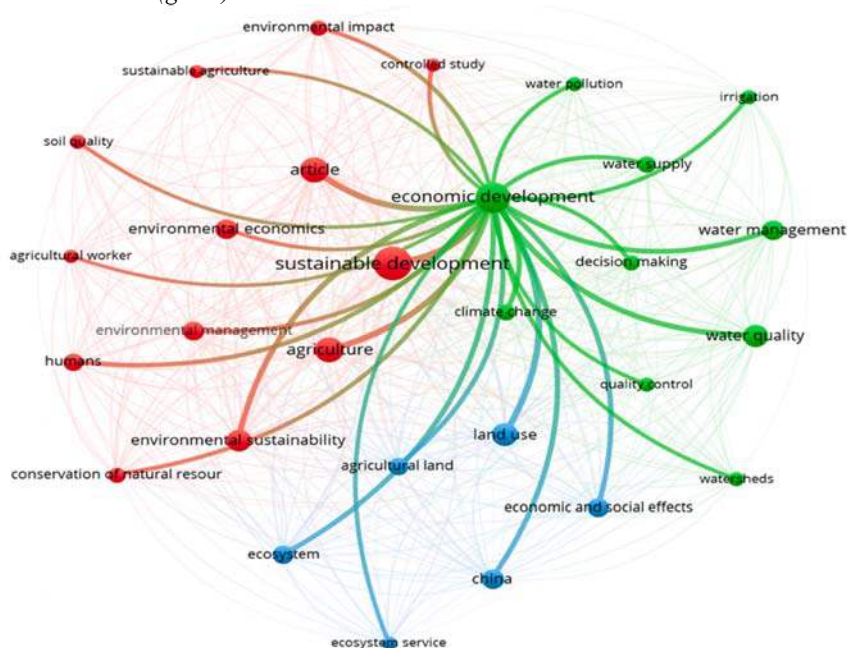 environmental impact
controlled study
sustainable agriculture
water pollution
irrigation
soil quality
article
water supply
economic development
environmental economics
water management
agricultural worker
sustainable development
decision making
climate change
environmental management
agriculture
water quality
humans
quality control
environmental sustainability
land use
agricultural land
conservation of natural resour
watersheds
economic and social effects
ecosystem
china
ecosystem service